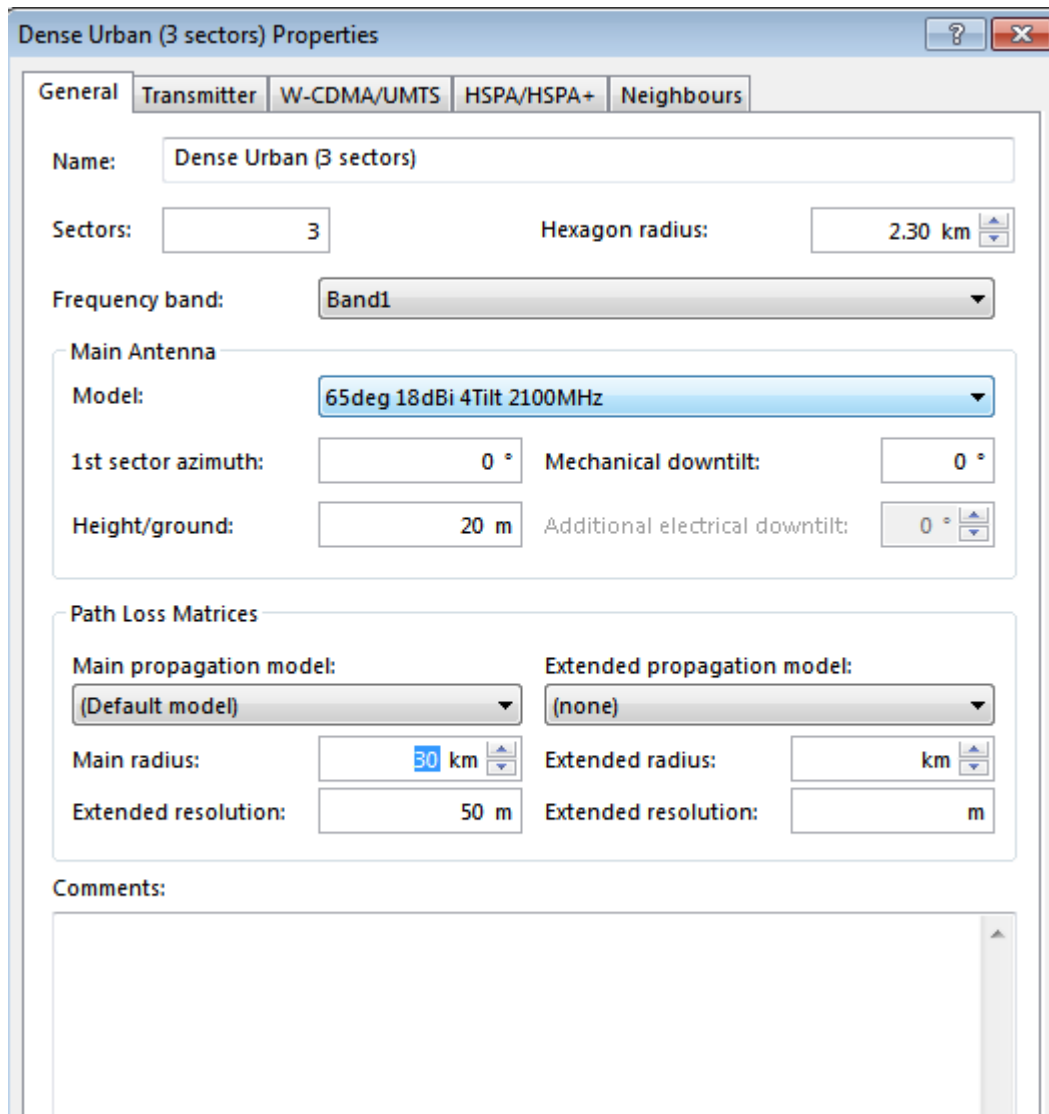 Dense Urban (3 sectors) Properties
General Transmitter W-CDMA/UMTS HSPA/HSPA+ Neighbours
Name: Dense Urban (3 sectors)
Sectors: 3 Hexagon radius: 2.30 km
Frequency band: Band1
Main Antenna
Model: 65deg 18dBi 4Tilt 2100MHz
1st sector azimuth: 0 ° Mechanical downtilt: 0 °
Height/ground: 20 m Additional electrical downtilt: 0 °
Path Loss Matrices
Main propagation model: Extended propagation model:
(Default model) (none)
Main radius: 30 km Extended radius: km
Extended resolution: 50 m Extended resolution: m
Comments: